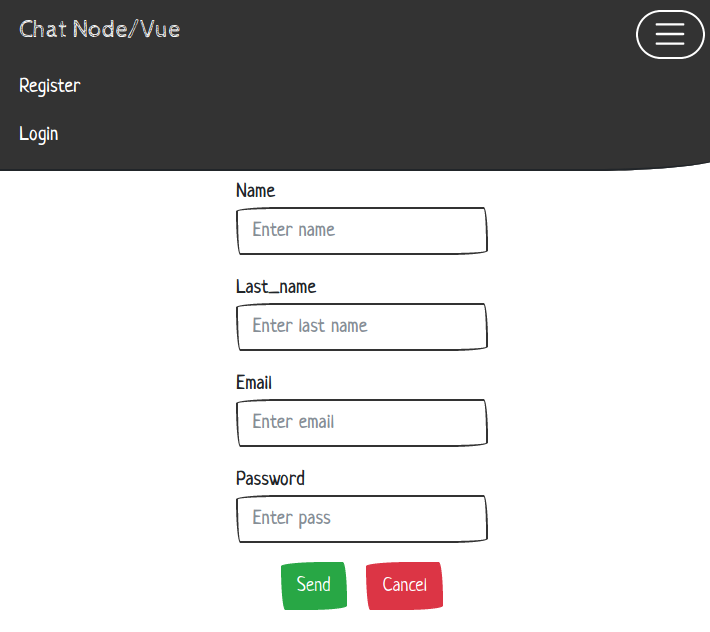 Chat Node/Vue
Register
Login
Name
Enter name
Last_name
Enter last name
Email
Enter email
Password
Enter pass
Send Cancel